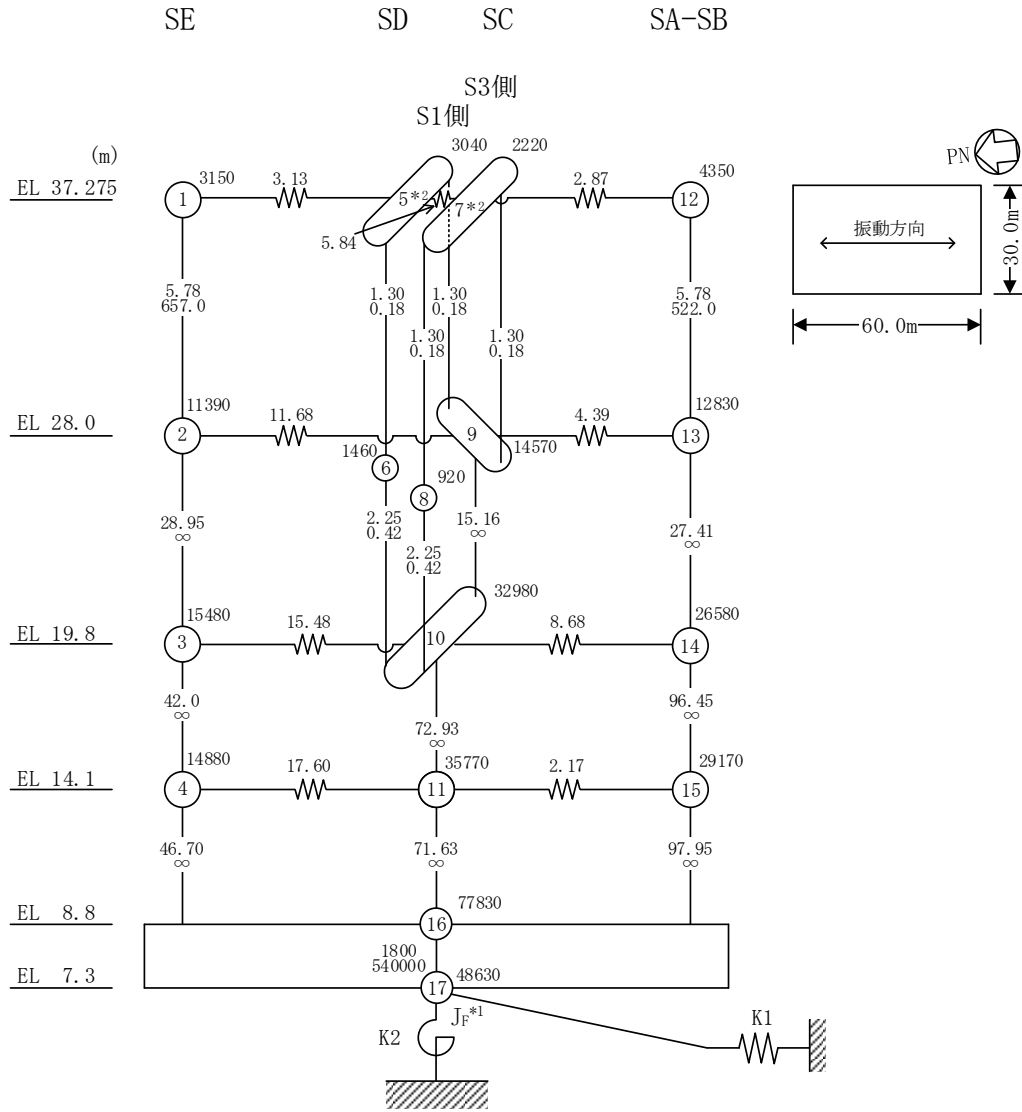 SE SD SC SA-SB
S3側
S1側
(m) 3040 2220
PN
EL 37.275 1 3150 3.13 5*2 7*2 2.87 4350 12
5.84
振動方向
30.0m
60.0m
5.78 1.30 1.30 5.78
657.0 0.18 0.18 522.0
1.30 1.30
0.18 0.18
EL 28.0 2 11390 11.68 9 4.39 12830 13
1460 6 14570
920 8
28.95 2.25 15.16 27.41
∞ 0.42 ∞ ∞
2.25
0.42
32980
EL 19.8 3 15480 15.48 10 8.68 26580 14
42.0 72.93 96.45
∞ ∞ ∞
EL 14.1 4 14880 17.60 11 35770 2.17 29170 15
46.70 71.63 97.95
∞ ∞ ∞
EL 8.8 16 77830
1800
540000
EL 7.3 17 48630
K2 JF*1 K1